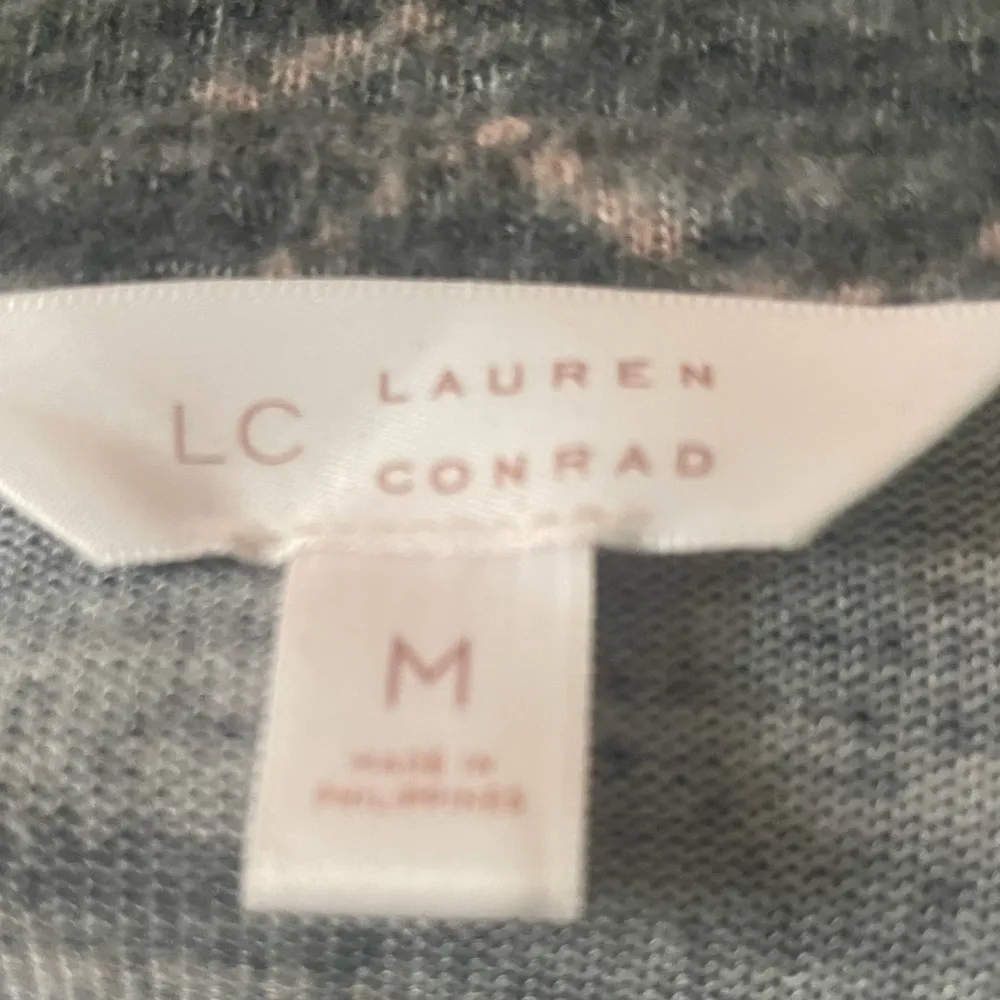 LC
LAUREN
CONRAD
M
MADE IN
PHILIPPINES